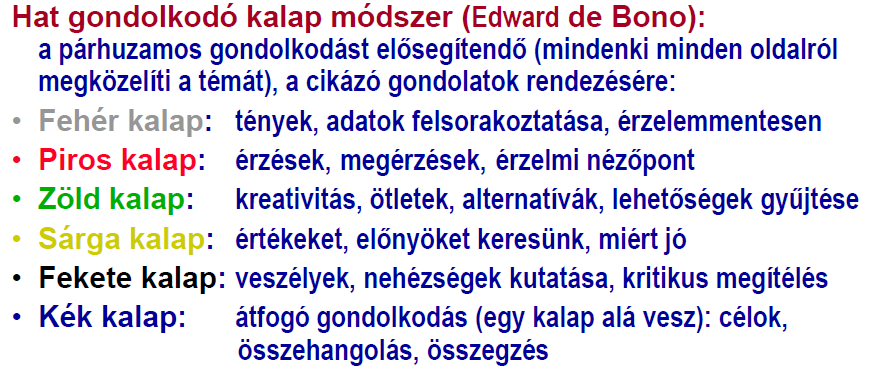 Hat gondolkodó kalap módszer (Edward de Bono):
a párhuzamos gondolkodást elősegítendő (mindenki minden oldalról
megközelíti a témát), a cikázó gondolatok rendezésére:
• Fehér kalap: tények, adatok felsorakoztatása, érzelemmentesen
• Piros kalap: érzések, megérzések, érzelmi nézőpont
• Zöld kalap: kreativitás, ötletek, alternatívák, lehetőségek gyűjtése
• Sárga kalap: értékeket, előnyöket keresünk, miért jó
• Fekete kalap: veszélyek, nehézségek kutatása, kritikus megítélés
• Kék kalap: átfogó gondolkodás (egy kalap alá vesz): célok,
összehangolás, összegzés